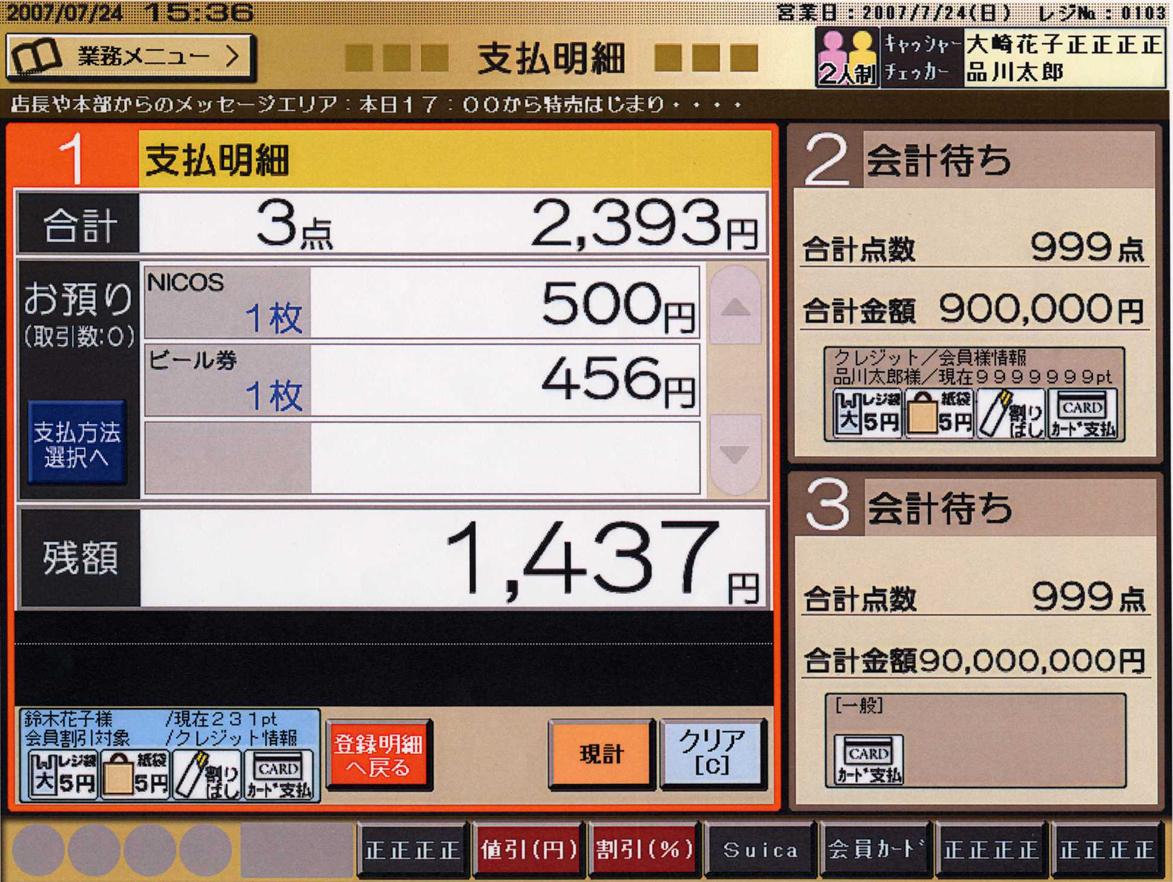 2007/07/24 15:36
営業日:2007/7/24(日) レジNo:0103
業務メニュー >
支払明細
2人制
キャッシャー 大崎花子正正正正
チェッカー 品川太郎
店長や本部からのメッセージエリア:本日17:00から特売はじまり・・・・
1 支払明細
合計 3点 2,393円
お預り
(取引数:0)
NICOS
1枚 500円
ビール券
1枚 456円
支払方法
選択へ
残額 1,437円
鈴木花子様 /現在231pt
会員割引対象 /クレジット情報
大 レジ袋 5円
紙袋 5円
割りばし
CARD カード支払
登録明細
へ戻る
現計
クリア
[C]
2 会計待ち
合計点数 999点
合計金額 900,000円
クレジット/会員様情報
品川太郎様/現在9999999pt
大 レジ袋 5円
紙袋 5円
割りばし
CARD カード支払
3 会計待ち
合計点数 999点
合計金額90,000,000円
[一般]
CARD カード支払
正正正正
値引(円)
割引(%)
Suica
会員カード
正正正正
正正正正